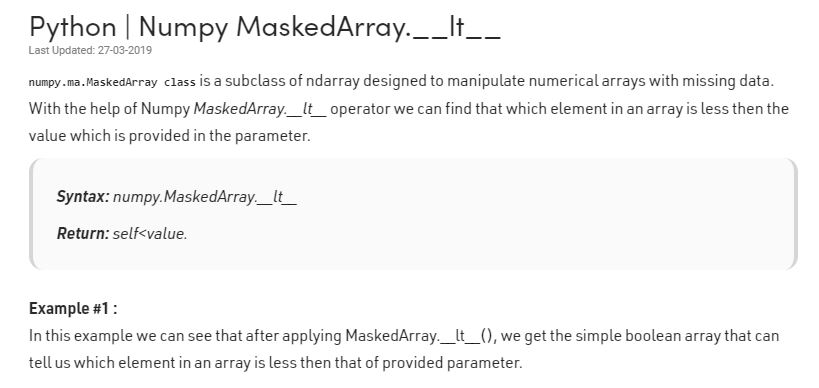 Python | Numpy MaskedArray.__lt__
Last Updated: 27-03-2019
numpy.ma.MaskedArray class is a subclass of ndarray designed to manipulate numerical arrays with missing data.
With the help of Numpy MaskedArray.__lt__ operator we can find that which element in an array is less then the
value which is provided in the parameter.
Syntax: numpy.MaskedArray.__lt__
Return: self<value.
Example #1 :
In this example we can see that after applying MaskedArray.__lt__(), we get the simple boolean array that can
tell us which element in an array is less then that of provided parameter.